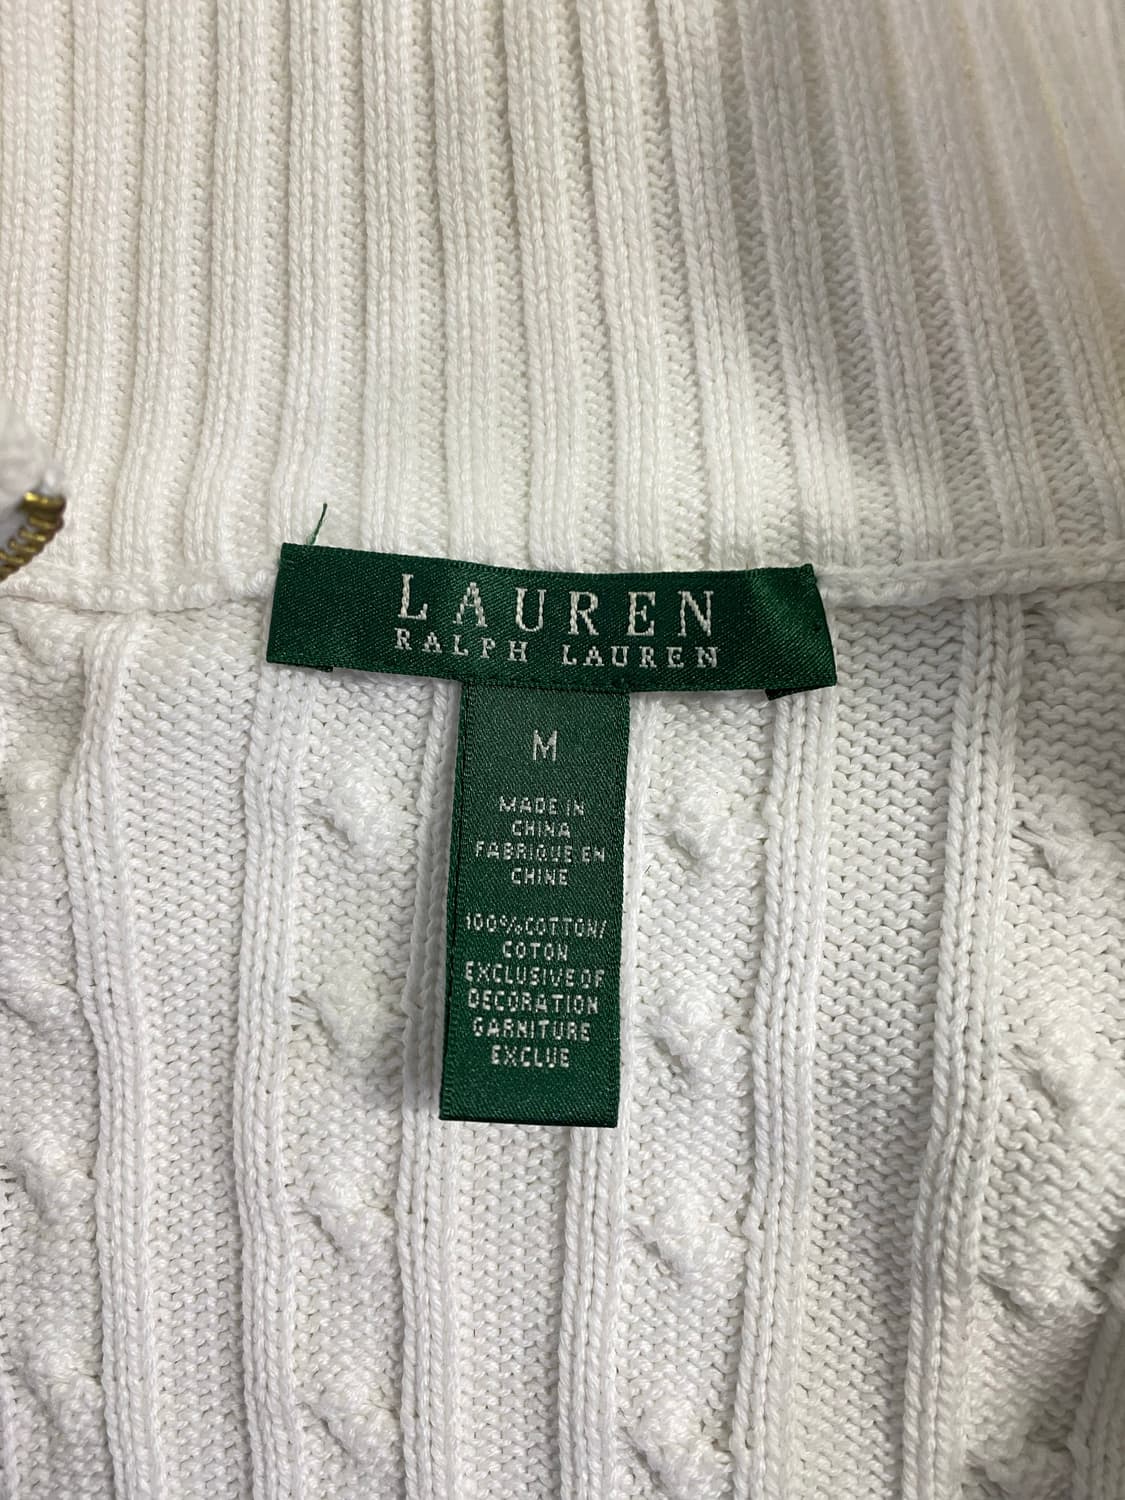 LAUREN
RALPH LAUREN
M
MADE IN
CHINA
FABRIQUE EN
CHINE
100%COTTON/
COTON
EXCLUSIVE OF
DECORATION
GARNITURE
EXCLUE